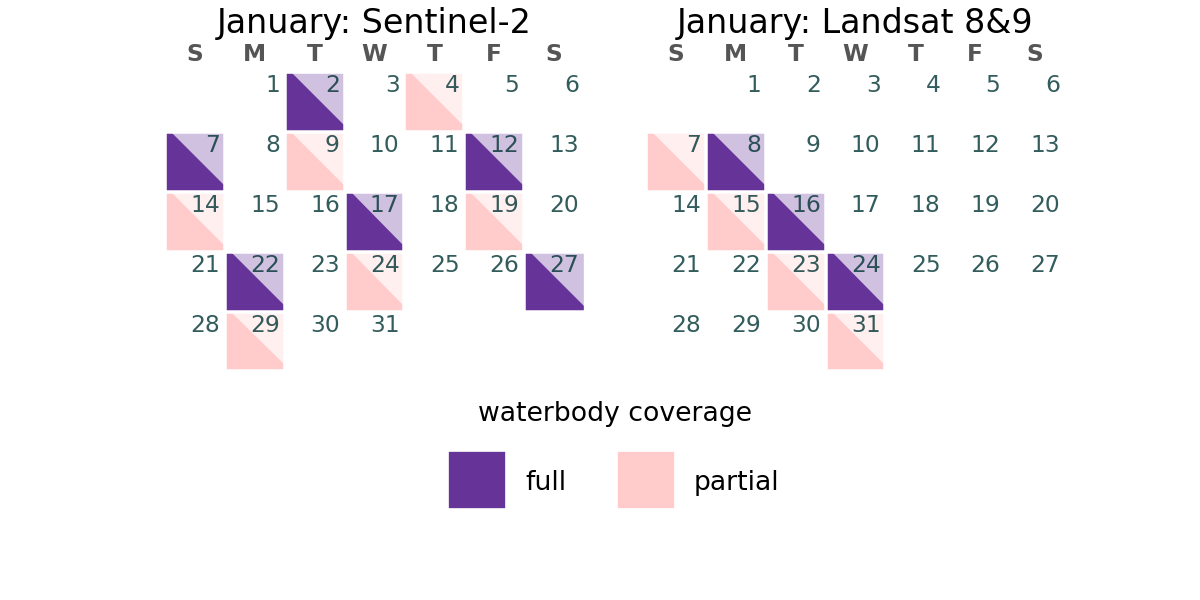 January: Sentinel-2
S M T W T F S
1 2 3 4 5 6
7 8 9 10 11 12 13
14 15 16 17 18 19 20
21 22 23 24 25 26 27
28 29 30 31
January: Landsat 8&9
S M T W T F S
1 2 3 4 5 6
7 8 9 10 11 12 13
14 15 16 17 18 19 20
21 22 23 24 25 26 27
28 29 30 31
waterbody coverage
full partial